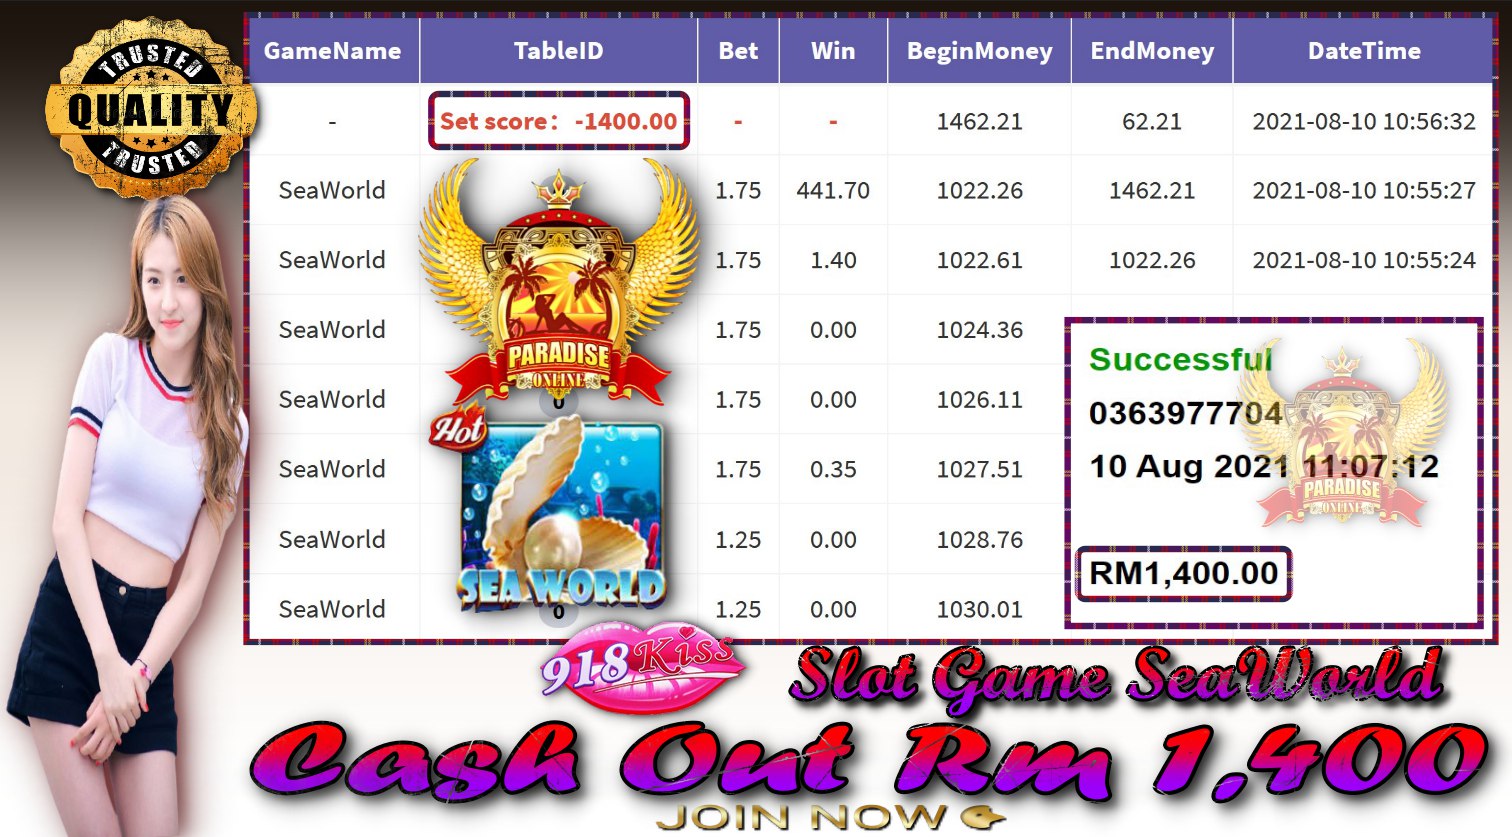 TRUSTED
QUALITY
TRUSTED
GameName TableID Bet Win BeginMoney EndMoney DateTime
- Set score: -1400.00 - - 1462.21 62.21 2021-08-10 10:56:32
SeaWorld 1.75 441.70 1022.26 1462.21 2021-08-10 10:55:27
SeaWorld 1.75 1.40 1022.61 1022.26 2021-08-10 10:55:24
SeaWorld 1.75 0.00 1024.36
SeaWorld 0 1.75 0.00 1026.11
SeaWorld 1.75 0.35 1027.51
SeaWorld 1.25 0.00 1028.76
SeaWorld 0 1.25 0.00 1030.01
PARADISE
ONLINE
Hot
SEA WORLD
Successful
0363977704
10 Aug 2021 11:07:12
PARADISE
ONLINE
RM1,400.00
918Kiss
Slot Game SeaWorld
Cash Out Rm 1,400
JOIN NOW